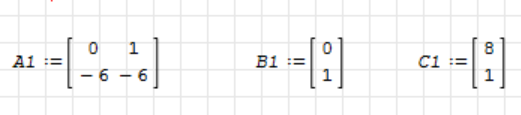 A1 := [ 0 1 ] B1 := [ 0 ] C1 := [ 8 ]
[ -6 -6 ] [ 1 ] [ 1 ]